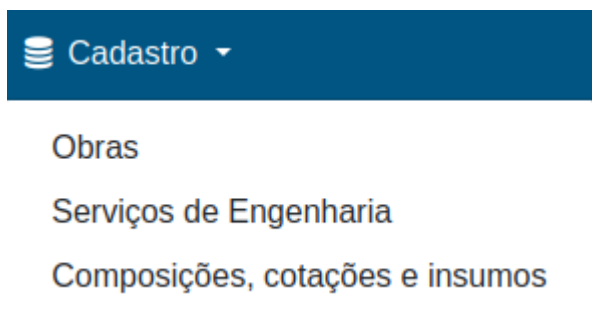 Cadastro
Obras
Serviços de Engenharia
Composições, cotações e insumos